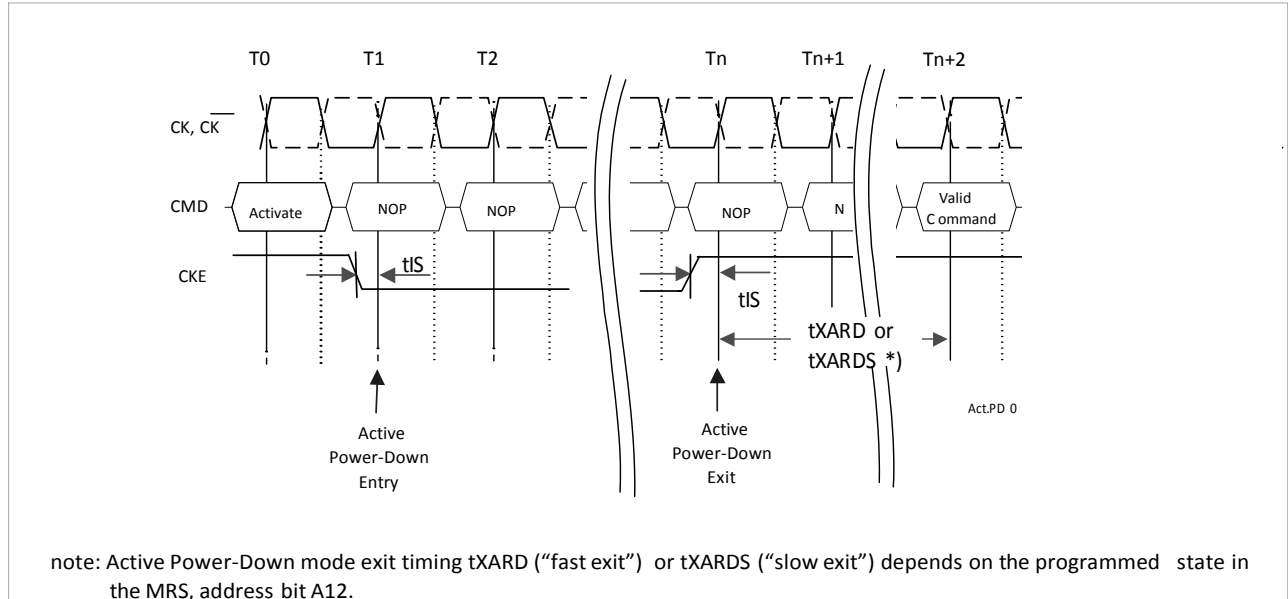 T0 T1 T2 Tn Tn+1 Tn+2
CK, CK
CMD Activate NOP NOP NOP N Valid
C ommand
CKE tIS
tIS
tXARD or
tXARDS *)
Act.PD 0
Active
Power-Down
Entry
Active
Power-Down
Exit
note: Active Power-Down mode exit timing tXARD (“fast exit”) or tXARDS (“slow exit”) depends on the programmed state in
the MRS, address bit A12.